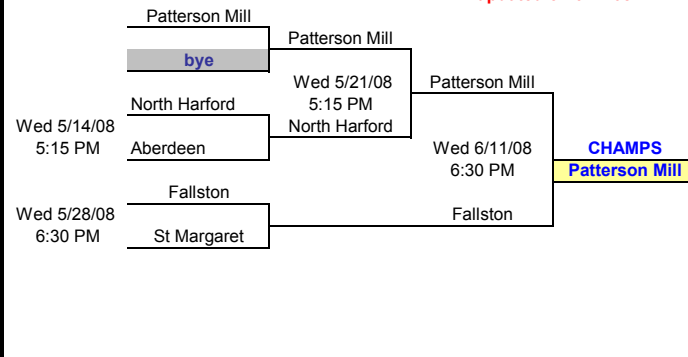 Patterson Mill
Patterson Mill
bye
Wed 5/21/08
Patterson Mill
5:15 PM
North Harford
North Harford
Wed 5/14/08
5:15 PM
Aberdeen
Wed 6/11/08
CHAMPS
6:30 PM
Patterson Mill
Fallston
Wed 5/28/08
Fallston
6:30 PM
St Margaret